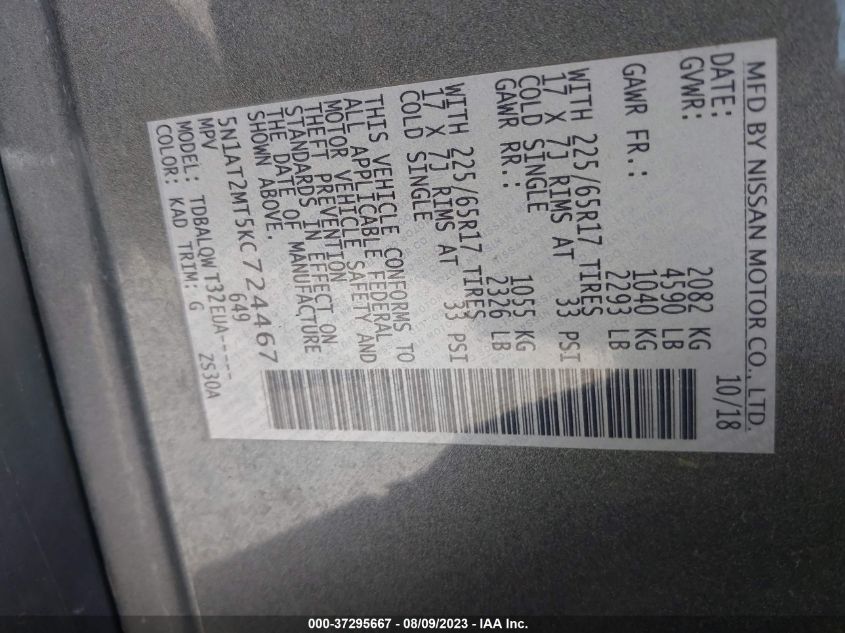 MFD BY NISSAN MOTOR CO., LTD.
DATE: 10/18
GVWR: 2082 KG
4590 LB
GAWR FR.: 1040 KG
2293 LB
WITH 225/65R17 TIRES
17 X 7J RIMS AT 33 PSI
COLD SINGLE
GAWR RR.: 1055 KG
2326 LB
WITH 225/65R17 TIRES
17 X 7J RIMS AT 33 PSI
COLD SINGLE
THIS VEHICLE CONFORMS TO
ALL APPLICABLE FEDERAL
MOTOR VEHICLE SAFETY AND
THEFT PREVENTION
STANDARDS IN EFFECT ON
THE DATE OF MANUFACTURE
SHOWN ABOVE.
5N1AT2MT5KC724467
MPV 649
MODEL: TDBALQWT32EUA-----
COLOR: KAD TRIM: G ZS30A
000-37295667 - 08/09/2023 - IAA Inc.